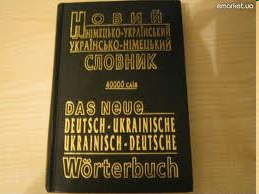 emarket.ua
НОВИЙ
НІМЕЦЬКО-УКРАЇНСЬКИЙ
УКРАЇНСЬКО-НІМЕЦЬКИЙ
СЛОВНИК
40000 слів
DAS Neue
DEUTSCH-UKRAINISCHE
UKRAINISCH-DEUTSCHE
Wörterbuch